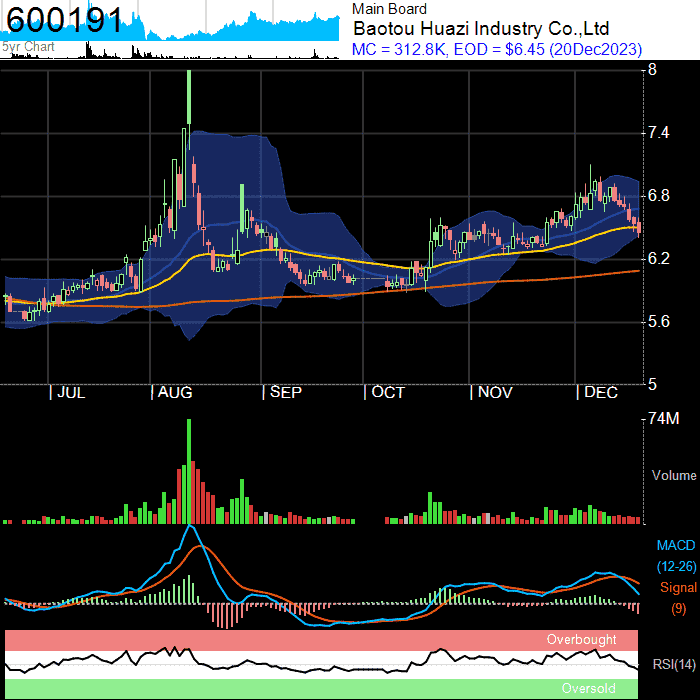 600191
5yr Chart
Main Board
Baotou Huazi Industry Co.,Ltd
MC = 312.8K, EOD = $6.45 (20Dec2023)
8
7.4
6.8
6.2
5.6
5
JUL
AUG
SEP
OCT
NOV
DEC
74M
Volume
MACD
(12-26)
Signal
(9)
Overbought
RSI(14)
Oversold